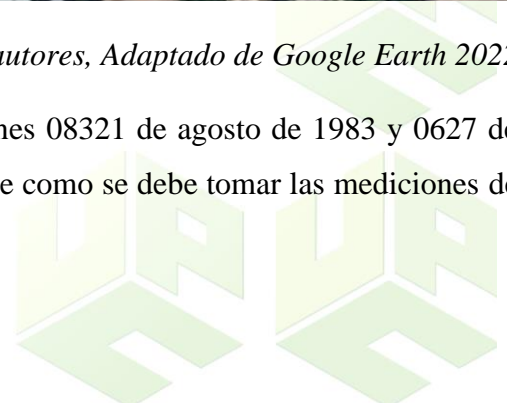 autores, Adaptado de Google Earth 2022
nes 08321 de agosto de 1983 y 0627 de
e como se debe tomar las mediciones de